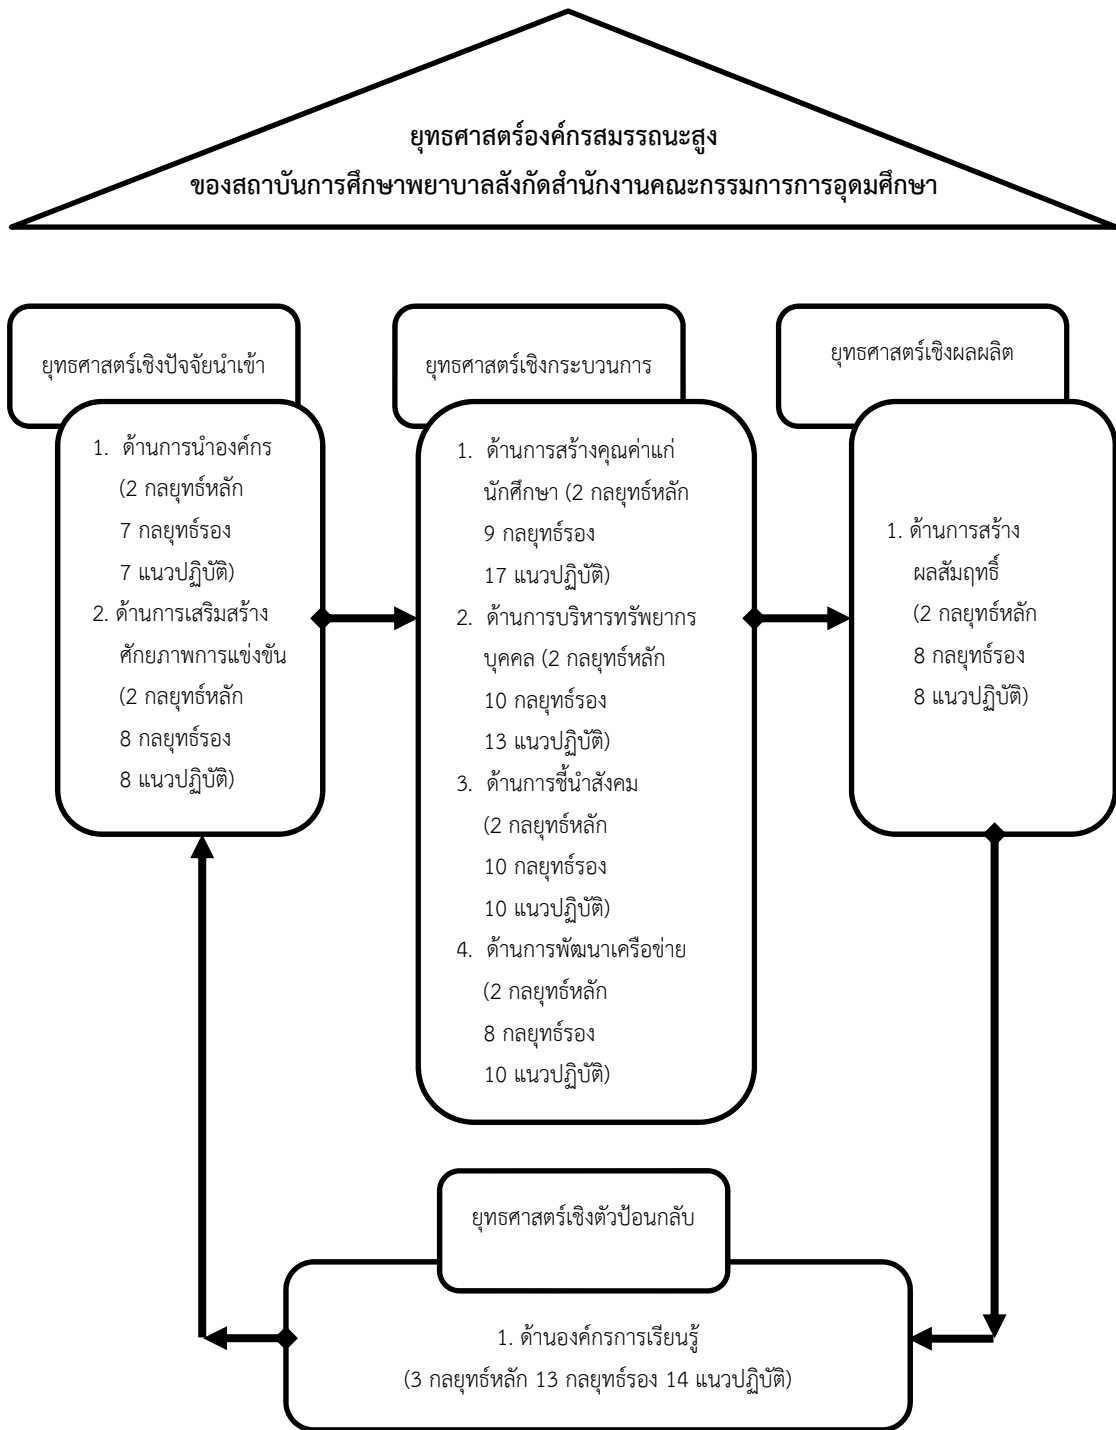 ยุทธศาสตร์องค์กรสมรรถนะสูง
ของสถาบันการศึกษาพยาบาลสังกัดสำนักงานคณะกรรมการการอุดมศึกษา
ยุทธศาสตร์เชิงปัจจัยนำเข้า
1. ด้านการนำองค์กร
(2 กลยุทธ์หลัก
7 กลยุทธ์รอง
7 แนวปฏิบัติ)
2. ด้านการเสริมสร้าง
ศักยภาพการแข่งขัน
(2 กลยุทธ์หลัก
8 กลยุทธ์รอง
8 แนวปฏิบัติ)
ยุทธศาสตร์เชิงกระบวนการ
1. ด้านการสร้างคุณค่าแก่
นักศึกษา (2 กลยุทธ์หลัก
9 กลยุทธ์รอง
17 แนวปฏิบัติ)
2. ด้านการบริหารทรัพยากร
บุคคล (2 กลยุทธ์หลัก
10 กลยุทธ์รอง
13 แนวปฏิบัติ)
3. ด้านการชี้นำสังคม
(2 กลยุทธ์หลัก
10 กลยุทธ์รอง
10 แนวปฏิบัติ)
4. ด้านการพัฒนาเครือข่าย
(2 กลยุทธ์หลัก
8 กลยุทธ์รอง
10 แนวปฏิบัติ)
ยุทธศาสตร์เชิงผลผลิต
1. ด้านการสร้าง
ผลสัมฤทธิ์
(2 กลยุทธ์หลัก
8 กลยุทธ์รอง
8 แนวปฏิบัติ)
ยุทธศาสตร์เชิงตัวป้อนกลับ
1. ด้านองค์กรการเรียนรู้
(3 กลยุทธ์หลัก 13 กลยุทธ์รอง 14 แนวปฏิบัติ)